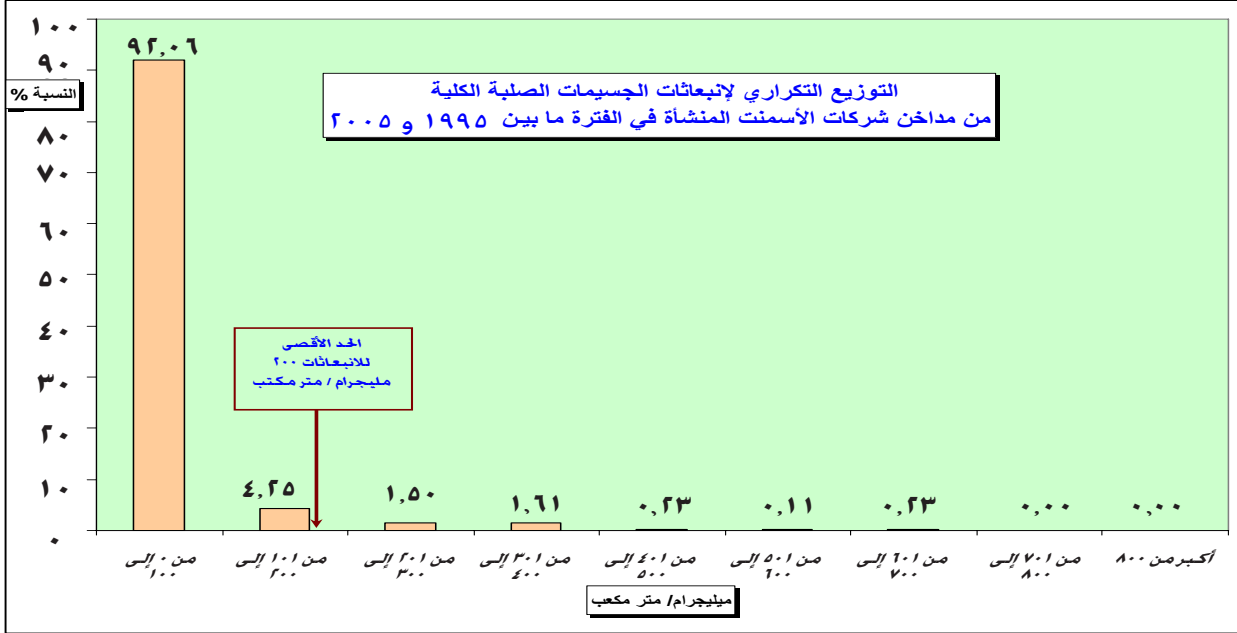 ١٠٠
٩٠
٨٠
٧٠
٦٠
٥٠
٤٠
٣٠
٢٠
١٠
٠
النسبة %
التوزيع التكراري لإنبعاثات الجسيمات الصلبة الكلية
من مداخن شركات الأسمنت المنشأة في الفترة ما بين ١٩٩٥ و ٢٠٠٥
الحد الأقصى
للانبعاثات ٢٠٠
مليجرام / متر مكتب
٩٢,٠٦
٤,٢٥
١,٥٠
١,٦١
٠,٢٣
٠,١١
٠,٢٣
٠,٠٠
٠,٠٠
من ٠ إلى
١٠٠
من ١٠١ إلى
٢٠٠
من ٢٠١ إلى
٣٠٠
من ٣٠١ إلى
٤٠٠
من ٤٠١ إلى
٥٠٠
من ٥٠١ إلى
٦٠٠
من ٦٠١ إلى
٧٠٠
من ٧٠١ إلى
٨٠٠
أكبر من ٨٠٠
ميليجرام/ متر مكعب